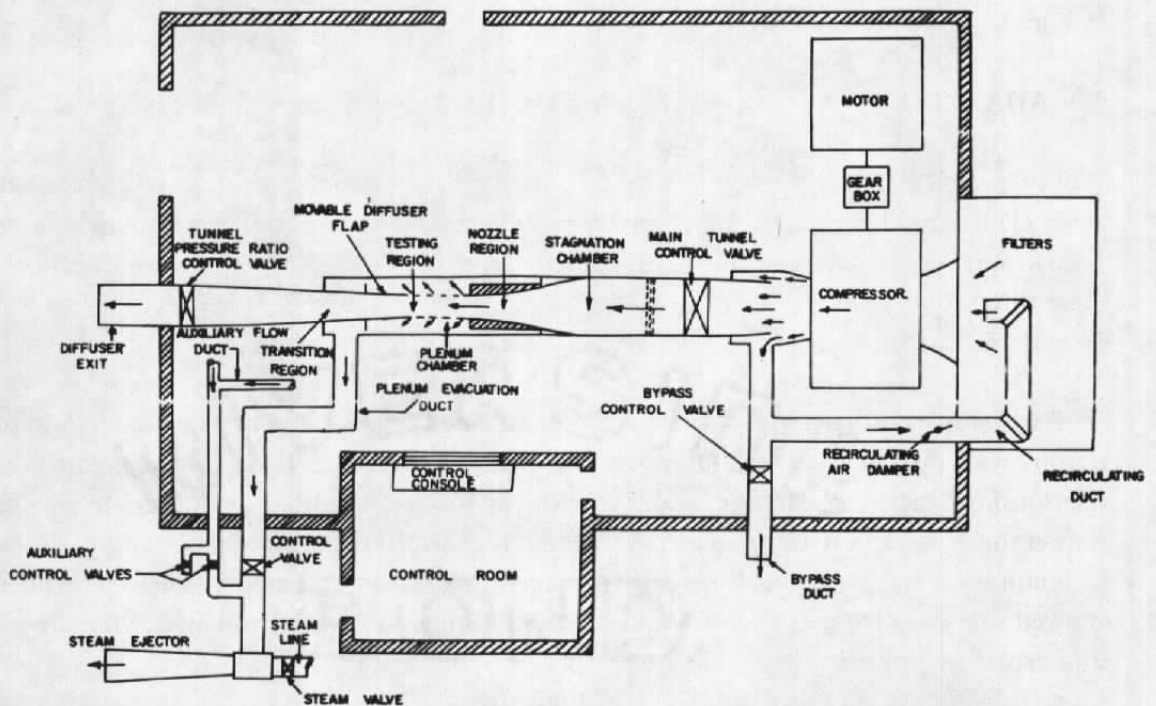 MOTOR
GEAR
BOX
MOVABLE DIFFUSER
FLAP
TUNNEL
PRESSURE RATIO
CONTROL VALVE
TESTING
REGION
NOZZLE
REGION
STAGNATION
CHAMBER
MAIN TUNNEL
CONTROL
VALVE
FILTERS
COMPRESSOR.
DIFFUSER
EXIT
AUXILIARY FLOW
DUCT
TRANSITION
REGION
PLENUM
CHAMBER
PLENUM EVACUATION
DUCT
BYPASS
CONTROL VALVE
RECIRCULATING
AIR DAMPER
RECIRCULATING
DUCT
CONTROL
CONSOLE
AUXILIARY
CONTROL VALVES
CONTROL
VALVE
CONTROL ROOM
BYPASS
DUCT
STEAM EJECTOR
STEAM
LINE
STEAM VALVE